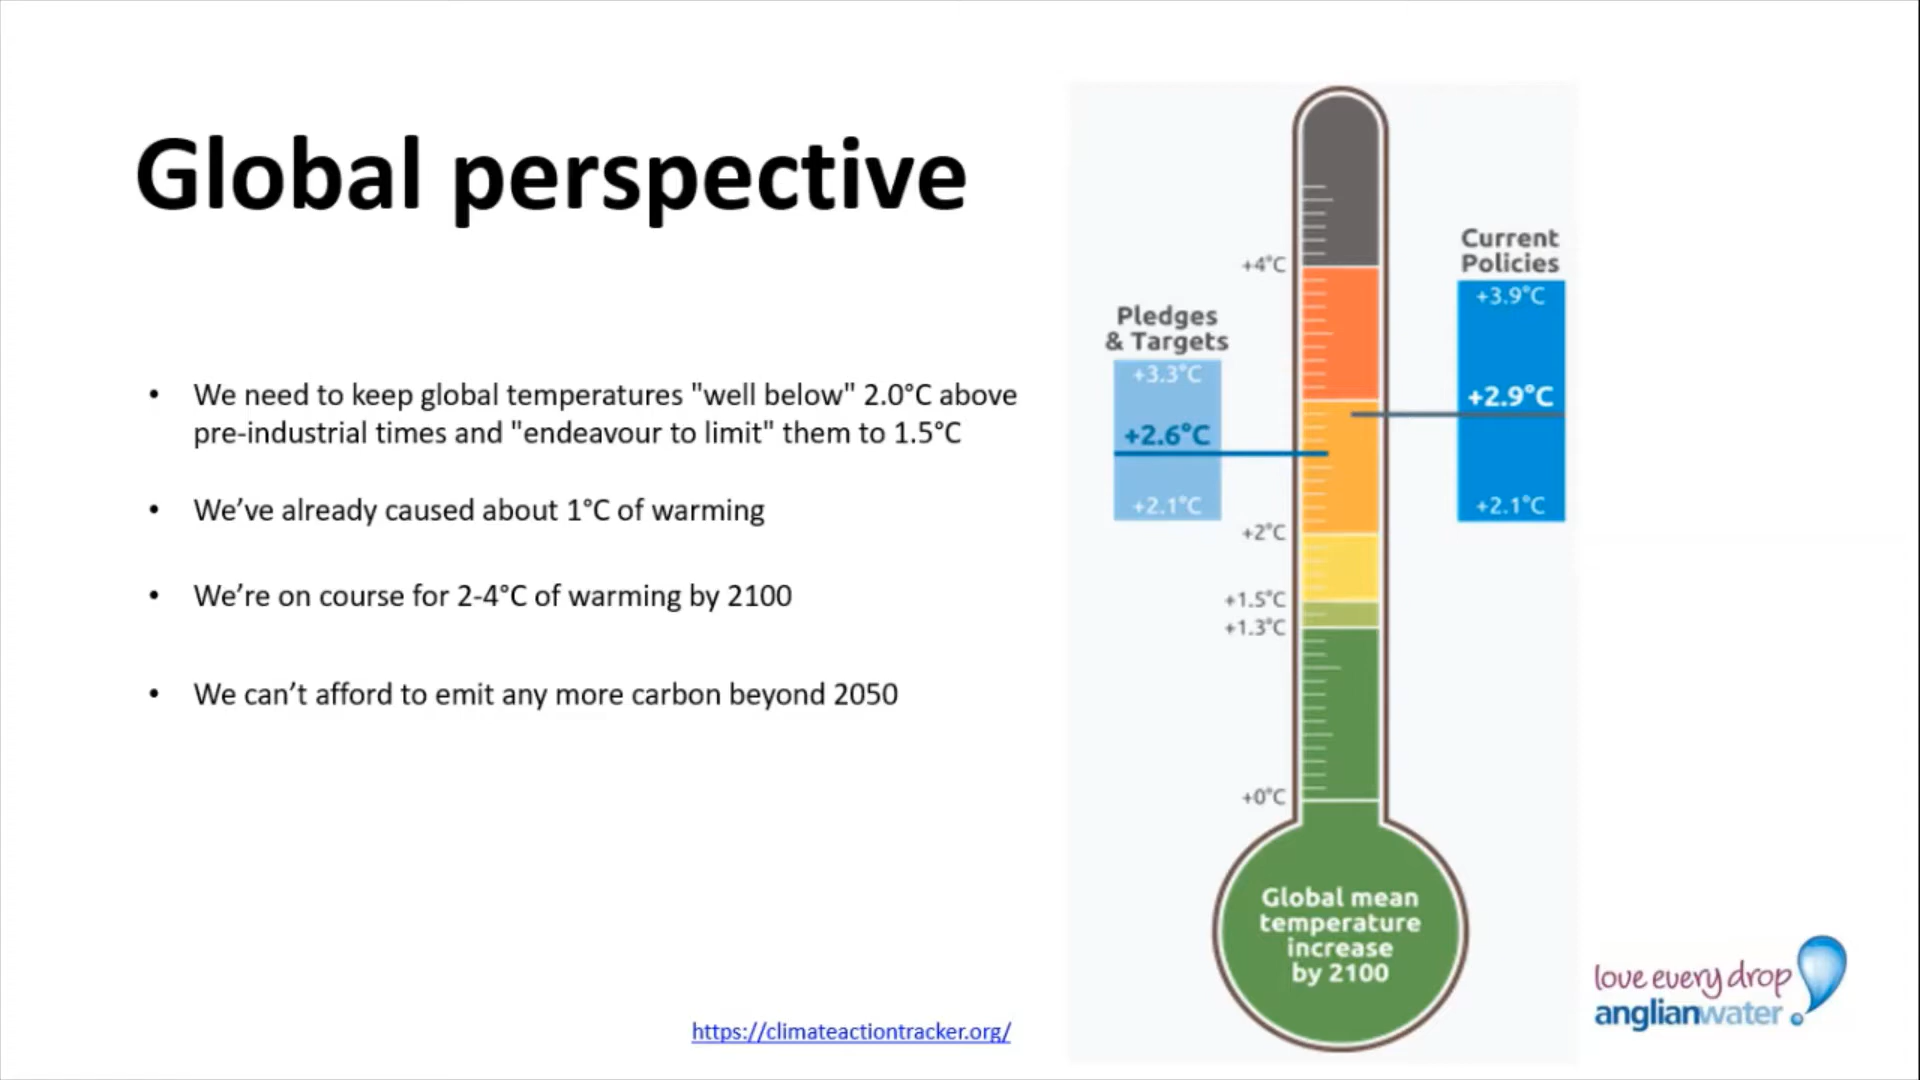 Global perspective
• We need to keep global temperatures "well below" 2.0°C above
pre-industrial times and "endeavour to limit" them to 1.5°C
• We’ve already caused about 1°C of warming
• We’re on course for 2-4°C of warming by 2100
• We can’t afford to emit any more carbon beyond 2050
https://climateactiontracker.org/
Pledges
& Targets
+3.3°C
+2.6°C
+2.1°C
+4°C
+2°C
+1.5°C
+1.3°C
+0°C
Current
Policies
+3.9°C
+2.9°C
+2.1°C
Global mean
temperature
increase
by 2100
love every drop
anglianwater